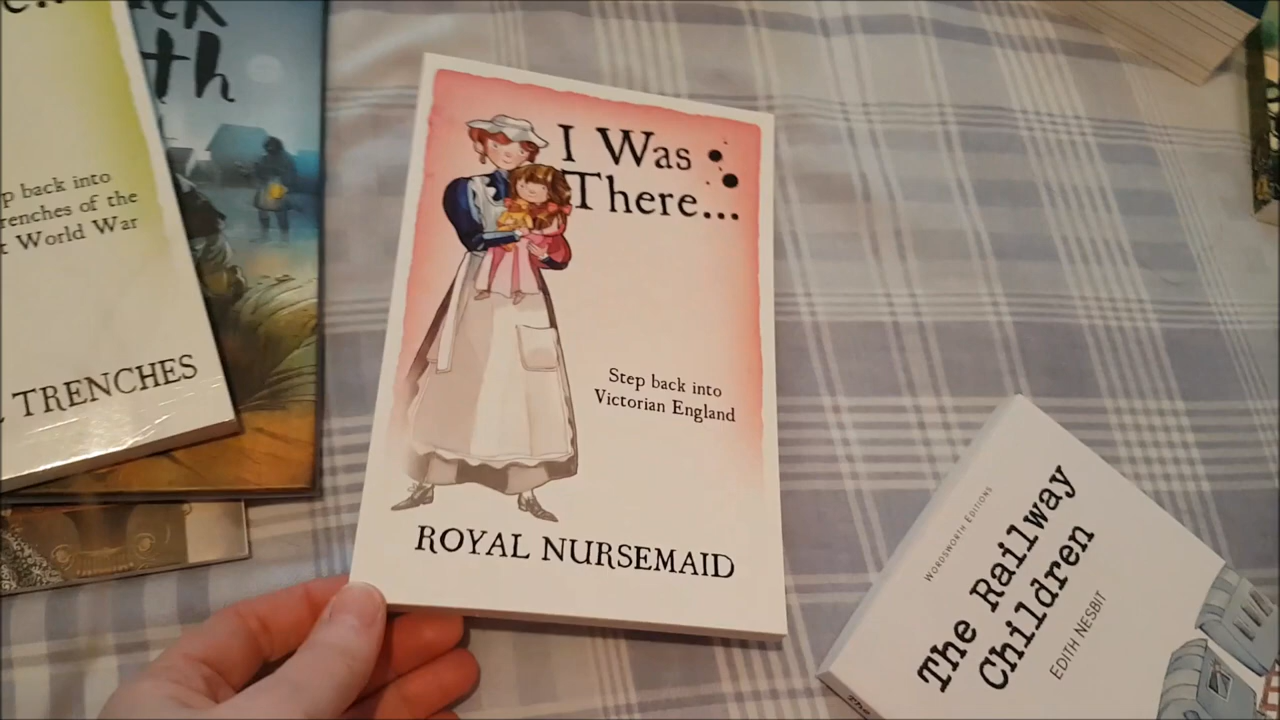 p back into
renches of the
t World War
TRENCHES
I Was
There...
Step back into
Victorian England
ROYAL NURSEMAID
WORDSWORTH EDITIONS
The Railway
Children
EDITH NESBIT
The